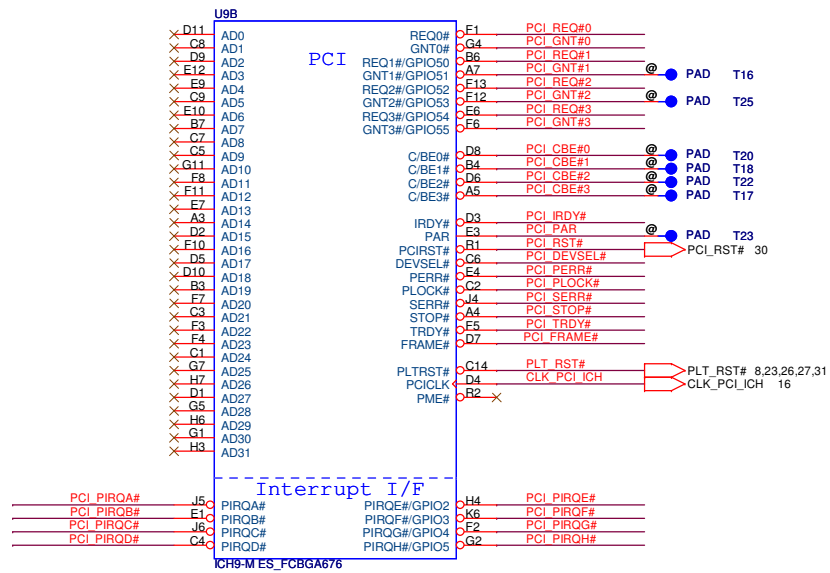 U9B
PCI
D11 AD0 REQ0# F1 PCI_REQ#0
C8 AD1 GNT0# G4 PCI_GNT#0
D9 AD2 REQ1#/GPIO50 B6 PCI_REQ#1
E12 AD3 GNT1#/GPIO51 A7 PCI_GNT#1 @ PAD T16
E9 AD4 REQ2#/GPIO52 F13 PCI_REQ#2
C9 AD5 GNT2#/GPIO53 F12 PCI_GNT#2 @ PAD T25
E10 AD6 REQ3#/GPIO54 E6 PCI_REQ#3
B7 AD7 GNT3#/GPIO55 F6 PCI_GNT#3
C7 AD8
C5 AD9 C/BE0# D8 PCI_CBE#0 @ PAD T20
G11 AD10 C/BE1# B4 PCI_CBE#1 @ PAD T18
F8 AD11 C/BE2# D6 PCI_CBE#2 @ PAD T22
F11 AD12 C/BE3# A5 PCI_CBE#3 @ PAD T17
E7 AD13
A3 AD14 IRDY# D3 PCI_IRDY#
D2 AD15 PAR E3 PCI_PAR @ PAD T23
F10 AD16 PCIRST# R1 PCI_RST# PCI_RST# 30
D5 AD17 DEVSEL# C6 PCI_DEVSEL#
D10 AD18 PERR# E4 PCI_PERR#
B3 AD19 PLOCK# C2 PCI_PLOCK#
F7 AD20 SERR# J4 PCI_SERR#
C3 AD21 STOP# A4 PCI_STOP#
F3 AD22 TRDY# F5 PCI_TRDY#
F4 AD23 FRAME# D7 PCI_FRAME#
C1 AD24
G7 AD25 PLTRST# C14 PLT_RST# PLT_RST# 8,23,26,27,31
H7 AD26 PCICLK D4 CLK_PCI_ICH CLK_PCI_ICH 16
D1 AD27 PME# R2
G5 AD28
H6 AD29
G1 AD30
H3 AD31
Interrupt I/F
PCI_PIRQA# J5 PIRQA# PIRQE#/GPIO2 H4 PCI_PIRQE#
PCI_PIRQB# E1 PIRQB# PIRQF#/GPIO3 K6 PCI_PIRQF#
PCI_PIRQC# J6 PIRQC# PIRQG#/GPIO4 F2 PCI_PIRQG#
PCI_PIRQD# C4 PIRQD# PIRQH#/GPIO5 G2 PCI_PIRQH#
ICH9-M ES_FCBGA676